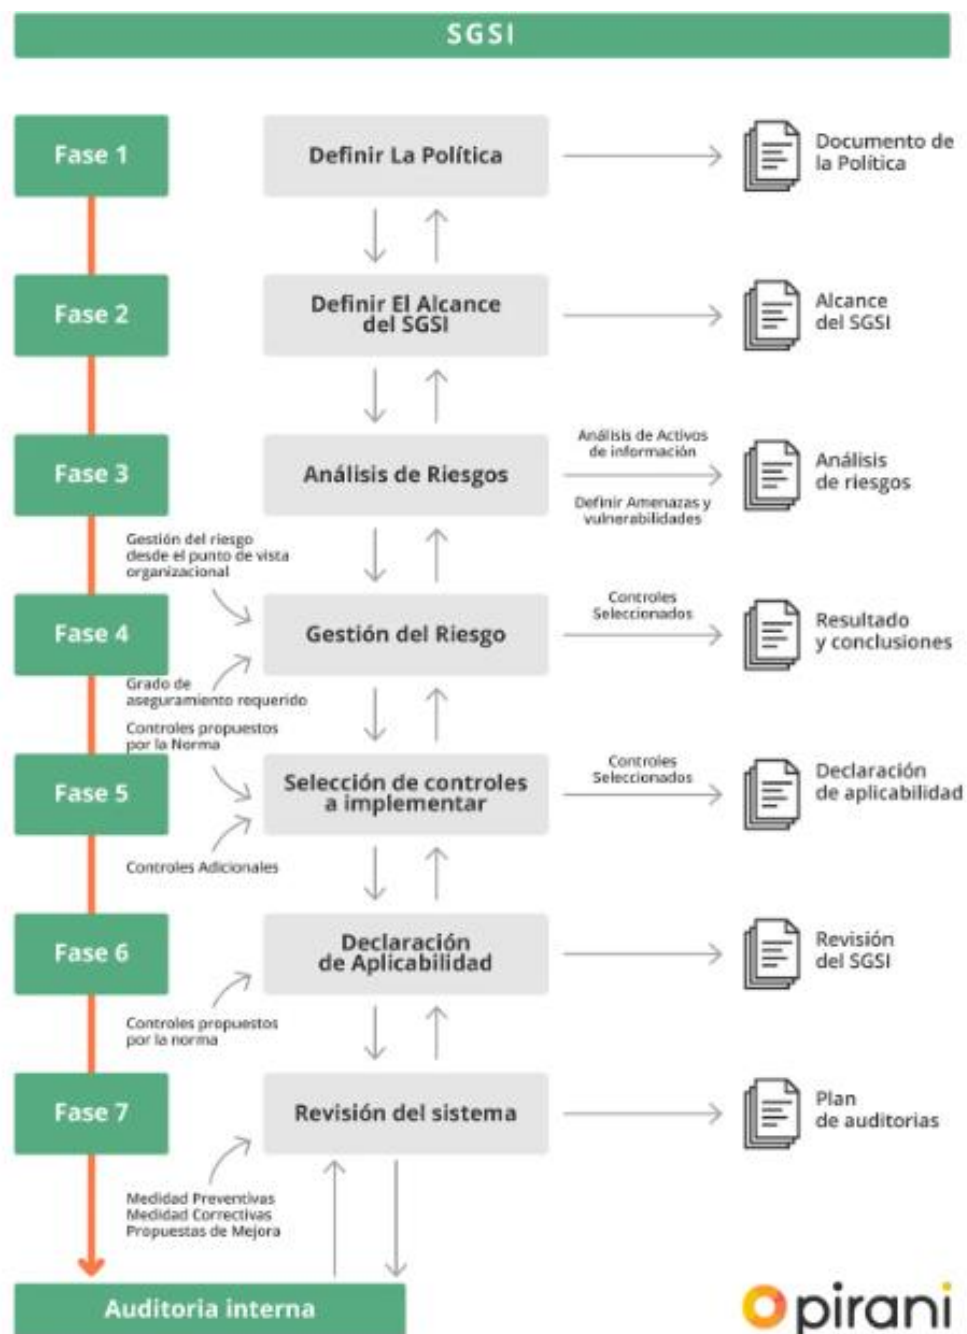 SGSI
Fase 1
Definir La Política
Documento de
la Política
Fase 2
Definir El Alcance
del SGSI
Alcance
del SGSI
Fase 3
Análisis de Riesgos
Análisis de Activos
de información
Definir Amenazas y
vulnerabilidades
Análisis
de riesgos
Gestión del riesgo
desde el punto de vista
organizacional
Fase 4
Gestión del Riesgo
Controles
Seleccionados
Resultado
y conclusiones
Grado de
aseguramiento requerido
Controles propuestos
por la Norma
Fase 5
Selección de controles
a implementar
Controles
Seleccionados
Declaración
de aplicabilidad
Controles Adicionales
Fase 6
Declaración
de Aplicabilidad
Revisión
del SGSI
Controles propuestos
por la norma
Fase 7
Revisión del sistema
Plan
de auditorias
Medidad Preventivas
Medidad Correctivas
Propuestas de Mejora
Auditoria interna
pirani